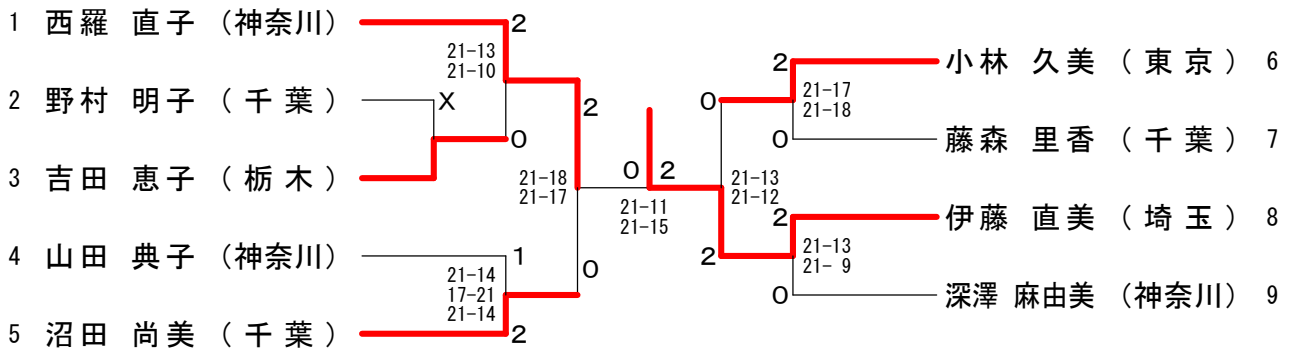 1 西羅 直子 (神奈川) 2
21-13
21-10
2 野村 明子 (千葉) X
2
0
3 吉田 恵子 (栃木)
21-18
21-17
4 山田 典子 (神奈川) 1
0
21-14
17-21
21-14
5 沼田 尚美 (千葉) 2
0 2
21-11
21-15
2 小林 久美 (東京) 6
0
21-17
21-18
0 藤森 里香 (千葉) 7
21-13
21-12
2 伊藤 直美 (埼玉) 8
2
21-13
21- 9
0 深澤 麻由美 (神奈川) 9